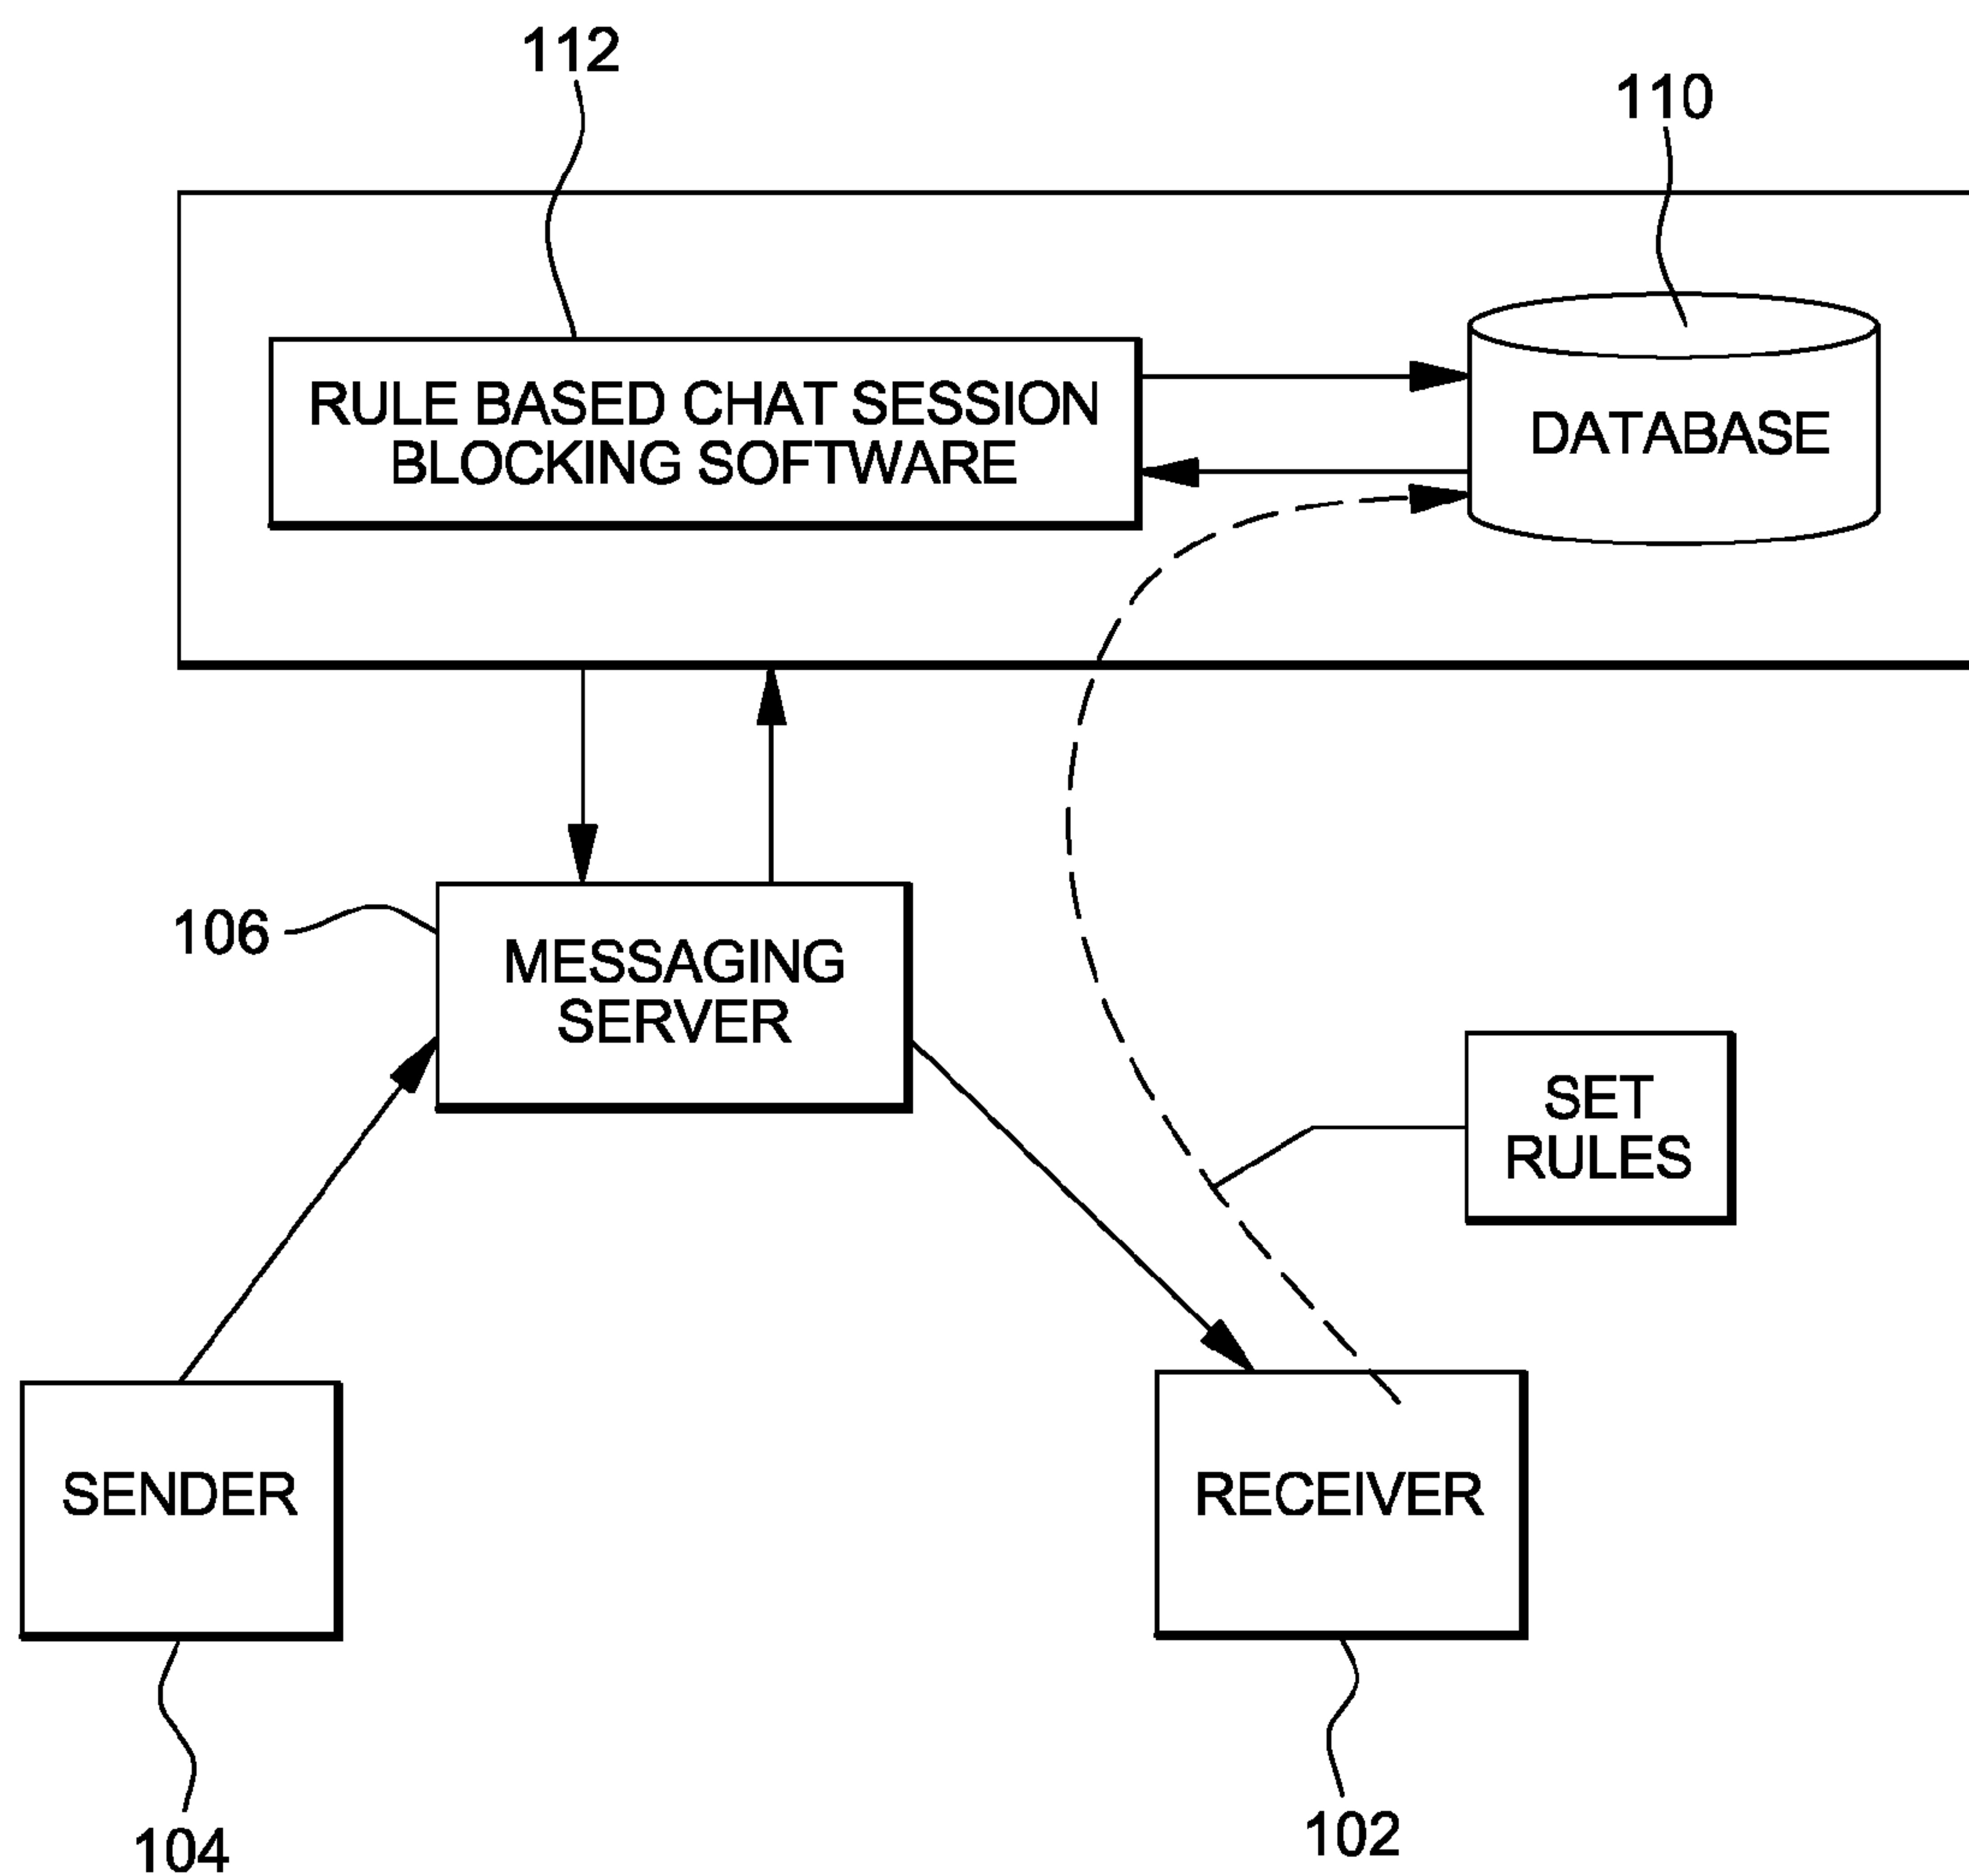 112
110
RULE BASED CHAT SESSION
BLOCKING SOFTWARE
DATABASE
106
MESSAGING
SERVER
SET
RULES
SENDER
RECEIVER
104
102